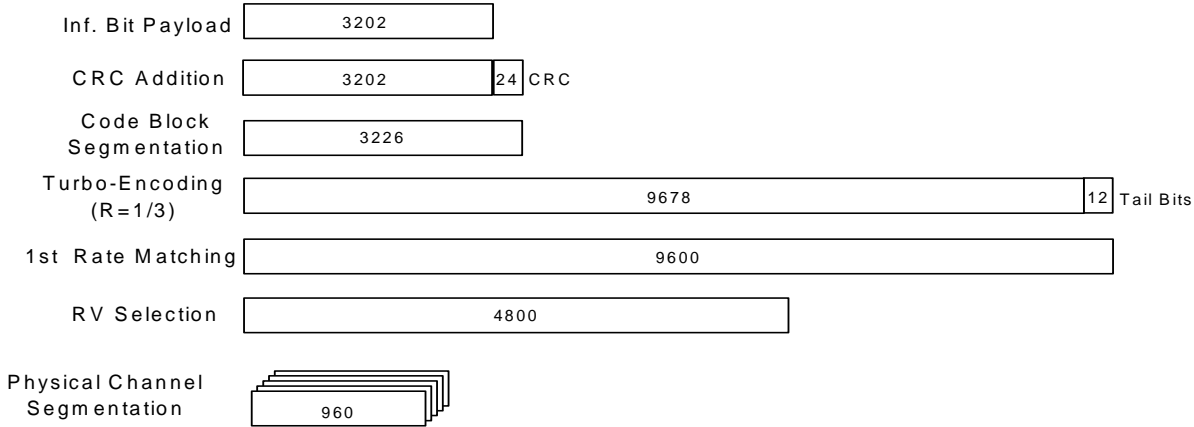 Inf. Bit Payload 3202
CRC Addition 3202 24 CRC
Code Block
Segmentation 3226
Turbo-Encoding
(R=1/3) 9678 12 Tail Bits
1st Rate Matching 9600
RV Selection 4800
Physical Channel
Segmentation 960